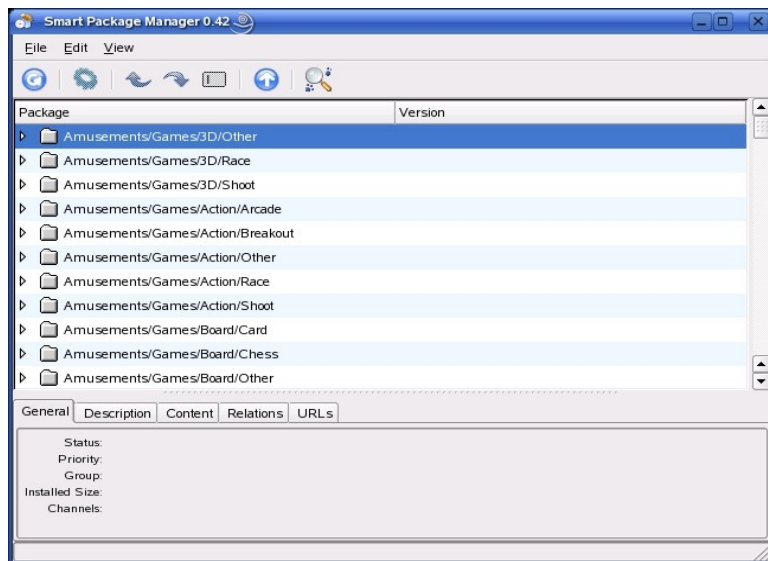 Smart Package Manager 0.42
File Edit View
Package Version
Amusements/Games/3D/Other
Amusements/Games/3D/Race
Amusements/Games/3D/Shoot
Amusements/Games/Action/Arcade
Amusements/Games/Action/Breakout
Amusements/Games/Action/Other
Amusements/Games/Action/Race
Amusements/Games/Action/Shoot
Amusements/Games/Board/Card
Amusements/Games/Board/Chess
Amusements/Games/Board/Other
General Description Content Relations URLs
Status:
Priority:
Group:
Installed Size:
Channels: